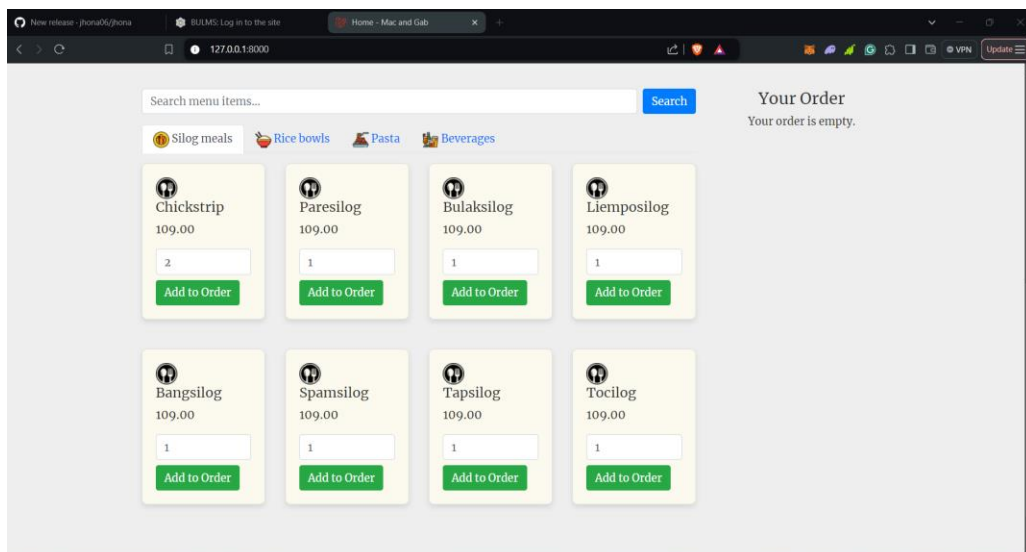 New release · jhona06/jhona
BULMS: Log in to the site
Home - Mac and Gab
127.0.0.1:8000
VPN
Update
Search menu items...
Search
Your Order
Your order is empty.
Silog meals Rice bowls Pasta Beverages
Chickstrip Paresilog Bulaksilog Liemposilog
109.00 109.00 109.00 109.00
2 1 1 1
Add to Order Add to Order Add to Order Add to Order
Bangsilog Spamsilog Tapsilog Tocilog
109.00 109.00 109.00 109.00
1 1 1 1
Add to Order Add to Order Add to Order Add to Order